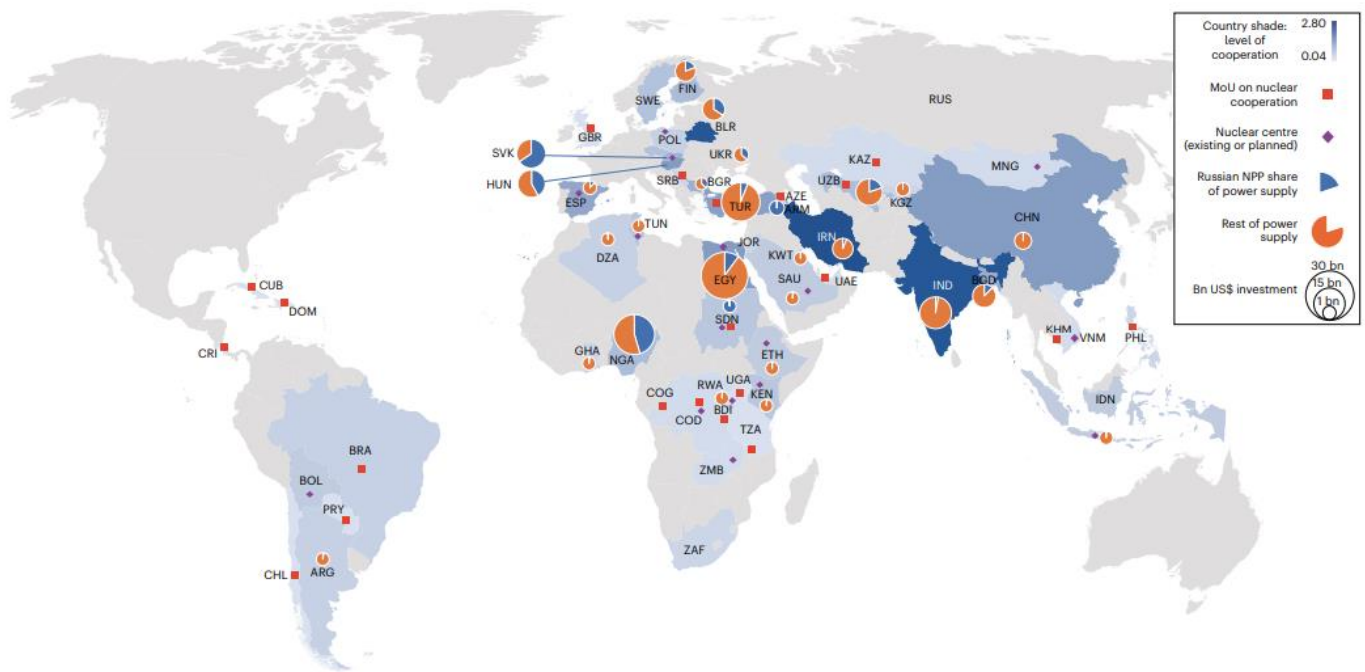 Country shade:
level of
cooperation
2.80
0.04
MoU on nuclear
cooperation
Nuclear centre
(existing or planned)
Russian NPP share
of power supply
Rest of power
supply
Bn US$ investment
30 bn
15 bn
1 bn
FIN
SWE
RUS
BLR
GBR
POL
SVK
UKR
KAZ
MNG
HUN
SRB
BGR
UZB
ESP
AZE
TUR
ARM
KGZ
CHN
TUN
IRN
JOR
DZA
KWT
EGY
SAU
UAE
IND
BGD
CUB
DOM
SDN
KHM
VNM
PHL
CRI
GHA
NGA
ETH
UGA
RWA
KEN
COG
BDI
COD
IDN
TZA
BRA
ZMB
BOL
PRY
ZAF
CHL
ARG